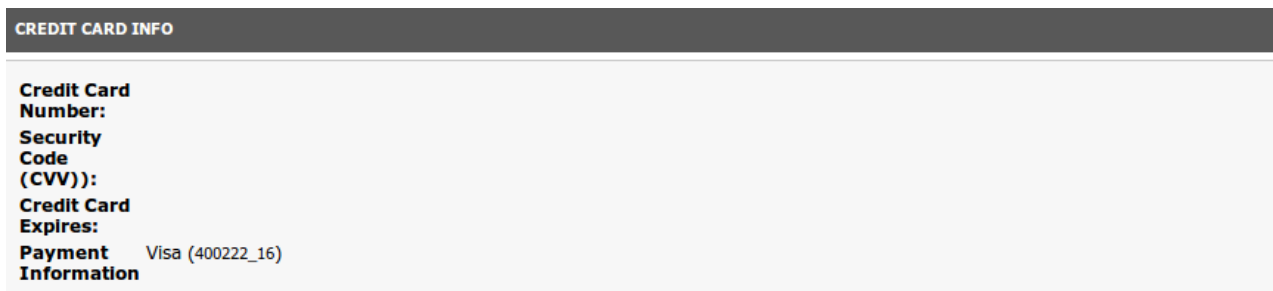 CREDIT CARD INFO
Credit Card
Number:
Security
Code
(CVV)):
Credit Card
Expires:
Payment Visa (400222_16)
Information